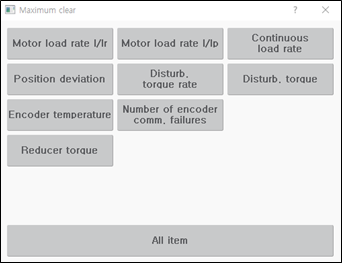 Maximum clear
Motor load rate I/Ir
Motor load rate I/Ip
Continuous
load rate
Position deviation
Disturb.
torque rate
Disturb. torque
Encoder temperature
Number of encoder
comm. failures
Reducer torque
All item